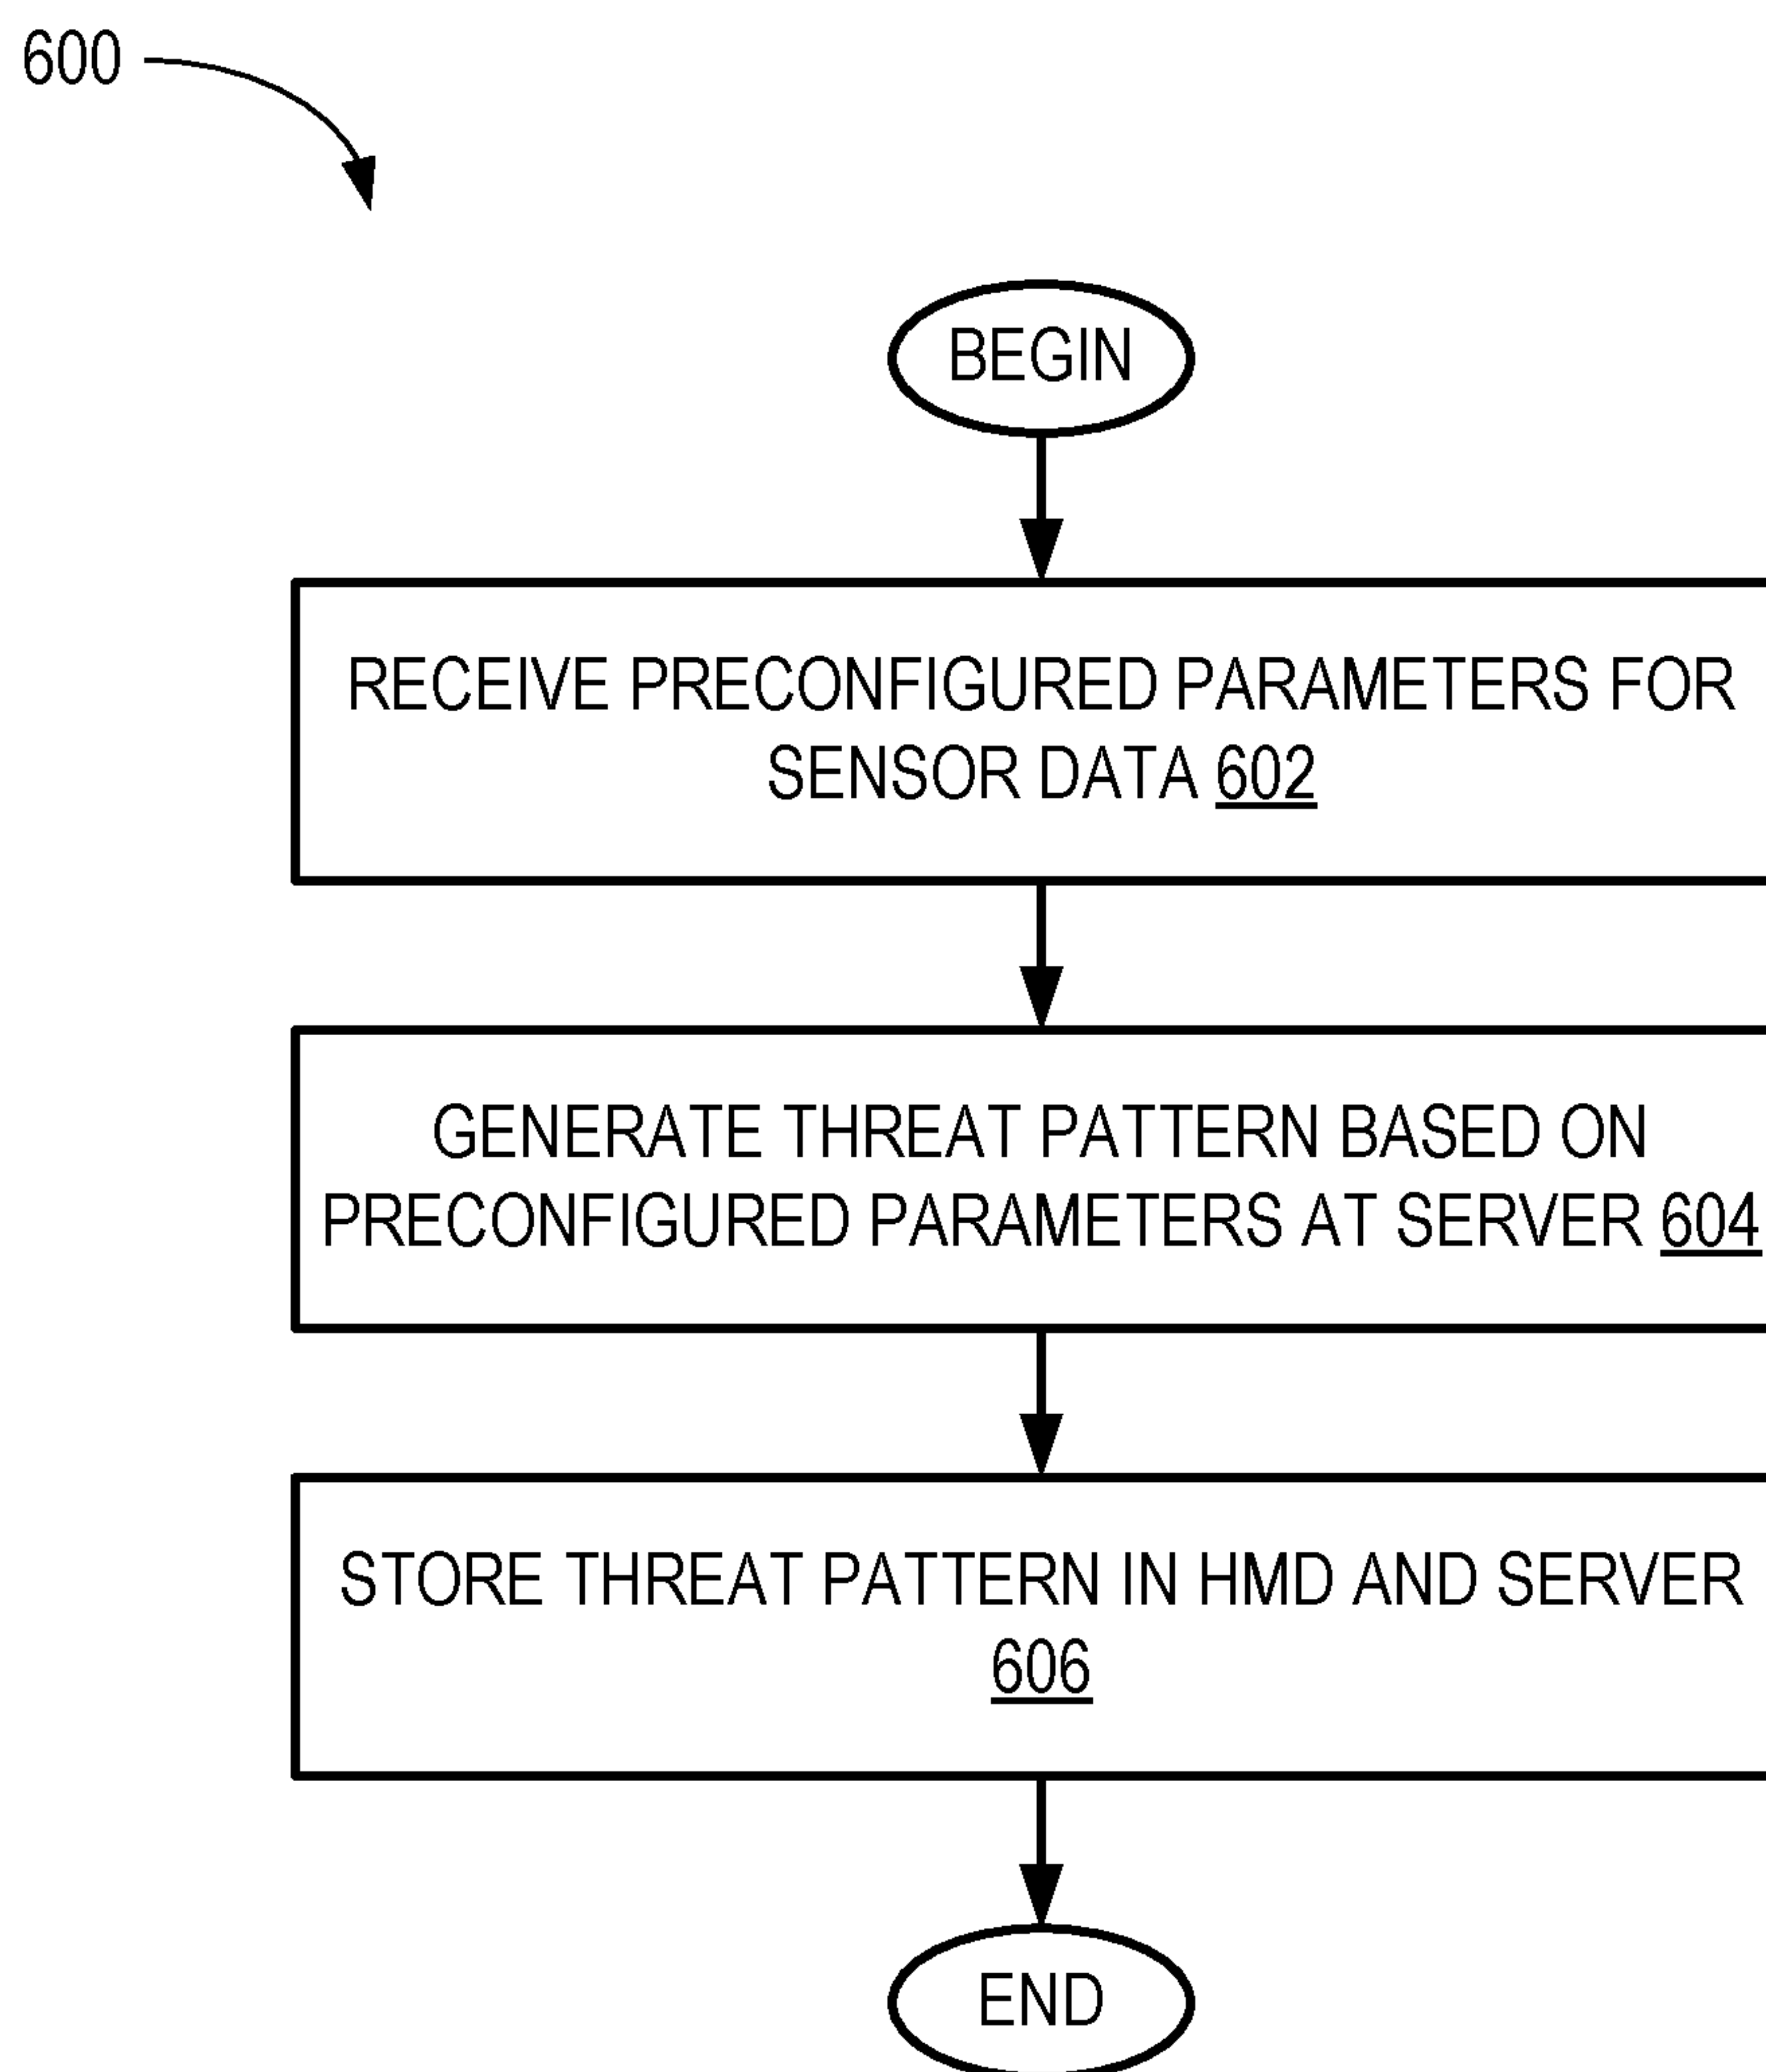 600
BEGIN
RECEIVE PRECONFIGURED PARAMETERS FOR
SENSOR DATA 602
GENERATE THREAT PATTERN BASED ON
PRECONFIGURED PARAMETERS AT SERVER 604
STORE THREAT PATTERN IN HMD AND SERVER
606
END